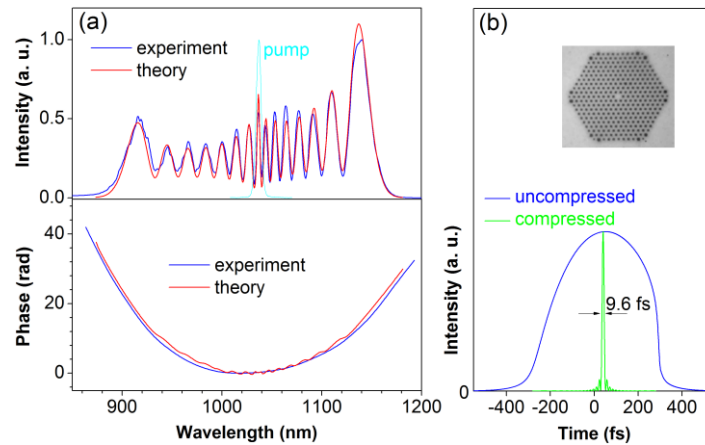 (a)
experiment
theory
pump
Intensity (a. u.)
1.0
0.5
0.0
experiment
theory
Phase (rad)
40
20
0
900
1000
1100
1200
Wavelength (nm)
(b)
uncompressed
compressed
9.6 fs
Intensity (a. u.)
0
-400
-200
0
200
400
Time (fs)